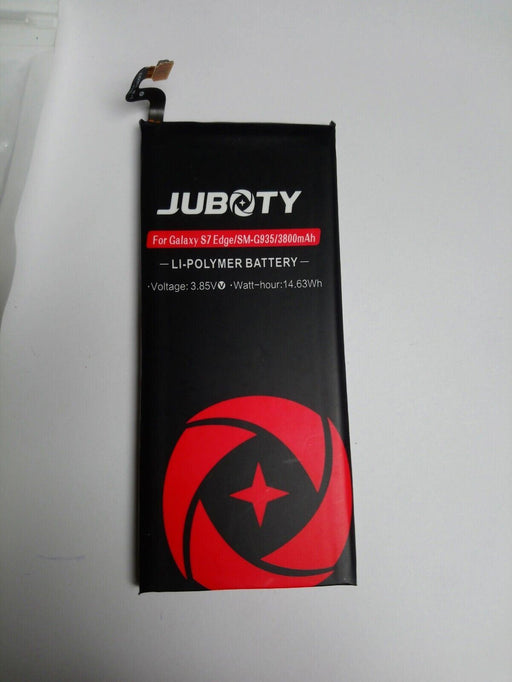 JUBOTY
For Galaxy S7 Edge/SM-G935/3800mAh
—LI-POLYMER BATTERY—
·Voltage: 3.85V ·Watt-hour:14.63Wh